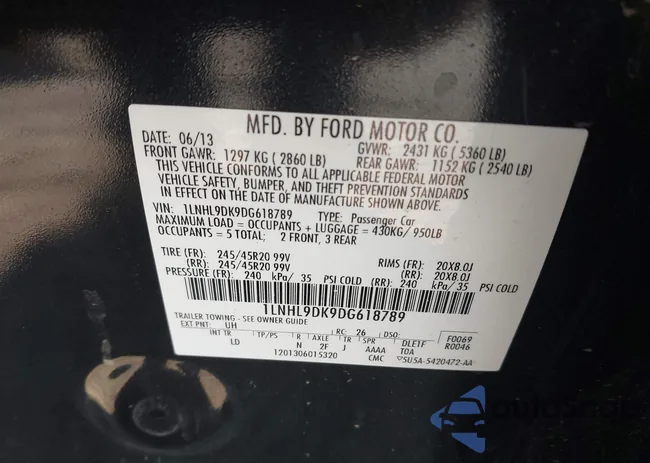 MFD. BY FORD MOTOR CO.
DATE: 06/13 GVWR: 2431 KG ( 5360 LB)
FRONT GAWR: 1297 KG ( 2860 LB) REAR GAWR: 1152 KG ( 2540 LB)
THIS VEHICLE CONFORMS TO ALL APPLICABLE FEDERAL MOTOR
VEHICLE SAFETY, BUMPER, AND THEFT PREVENTION STANDARDS
IN EFFECT ON THE DATE OF MANUFACTURE SHOWN ABOVE.
VIN: 1LNHL9DK9DG618789 TYPE: Passenger Car
MAXIMUM LOAD= OCCUPANTS + LUGGAGE = 430KG/ 950LB
OCCUPANTS = 5 TOTAL; 2 FRONT, 3 REAR
TIRE (FR): 245/45R20 99V RIMS (FR): 20X8.0J
(RR): 245/45R20 99V (RR): 20X8.0J
PRESSURE (FR): 240 kPa/ 35 PSI COLD (RR): 240 kPa/ 35 PSI COLD
1LNHL9DK9DG618789
TRAILER TOWING - SEE OWNER GUIDE
EXT PNT: UH RC: 26 DSO: F0069
INT TR TP/PS R TR SPR DLETF R0046
LD N 2F J AAAA TOA
1201306015320 CMC 5U5A-5420472-AA